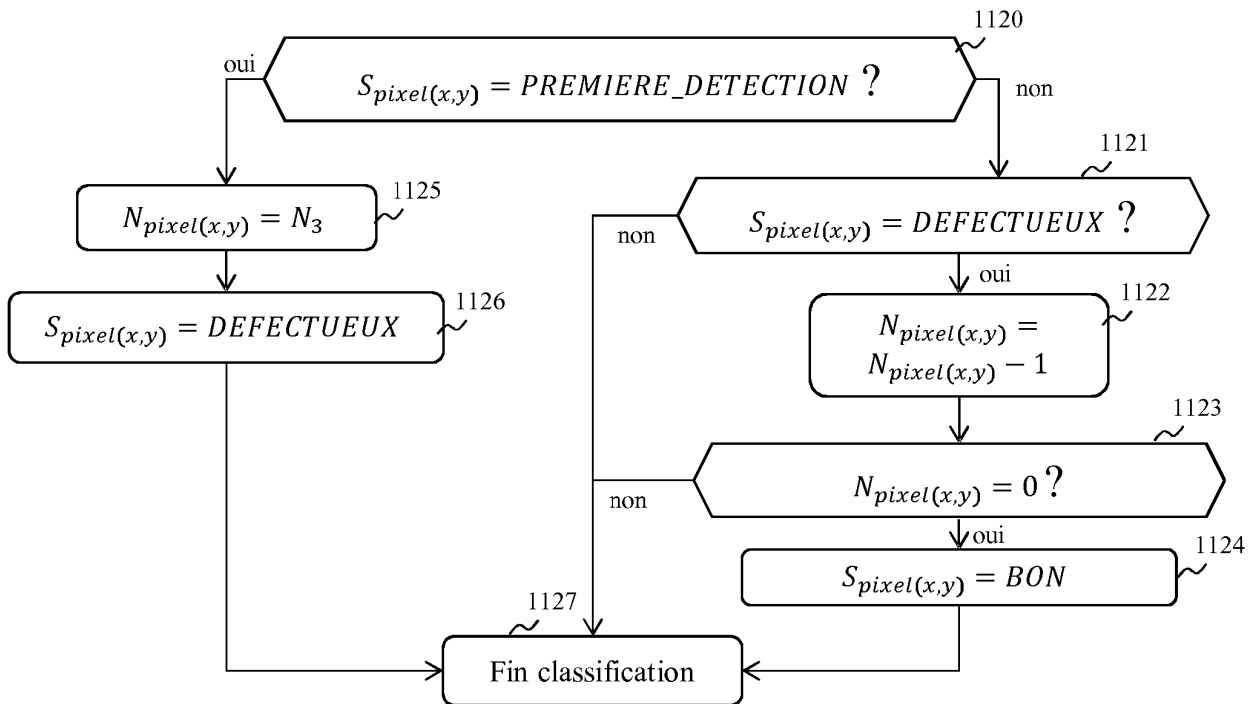 1120
oui
S_pixel(x,y) = PREMIERE_DETECTION ?
non
1121
1125
N_pixel(x,y) = N_3
S_pixel(x,y) = DEFECTUEUX ?
non
oui
1126
S_pixel(x,y) = DEFECTUEUX
1122
N_pixel(x,y) =
N_pixel(x,y) − 1
1123
N_pixel(x,y) = 0 ?
non
oui
1124
S_pixel(x,y) = BON
1127
Fin classification